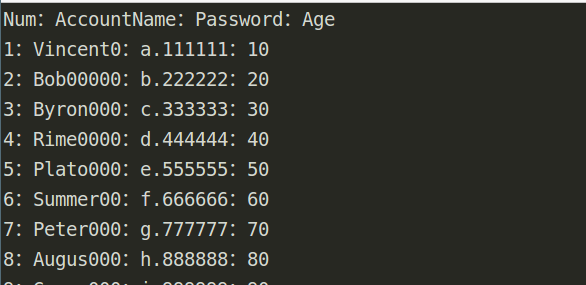 Num: AccountName: Password: Age
1: Vincent0: a.111111: 10
2: Bob00000: b.222222: 20
3: Byron000: c.333333: 30
4: Rime0000: d.444444: 40
5: Plato000: e.555555: 50
6: Summer00: f.666666: 60
7: Peter000: g.777777: 70
8: Augus000: h.888888: 80